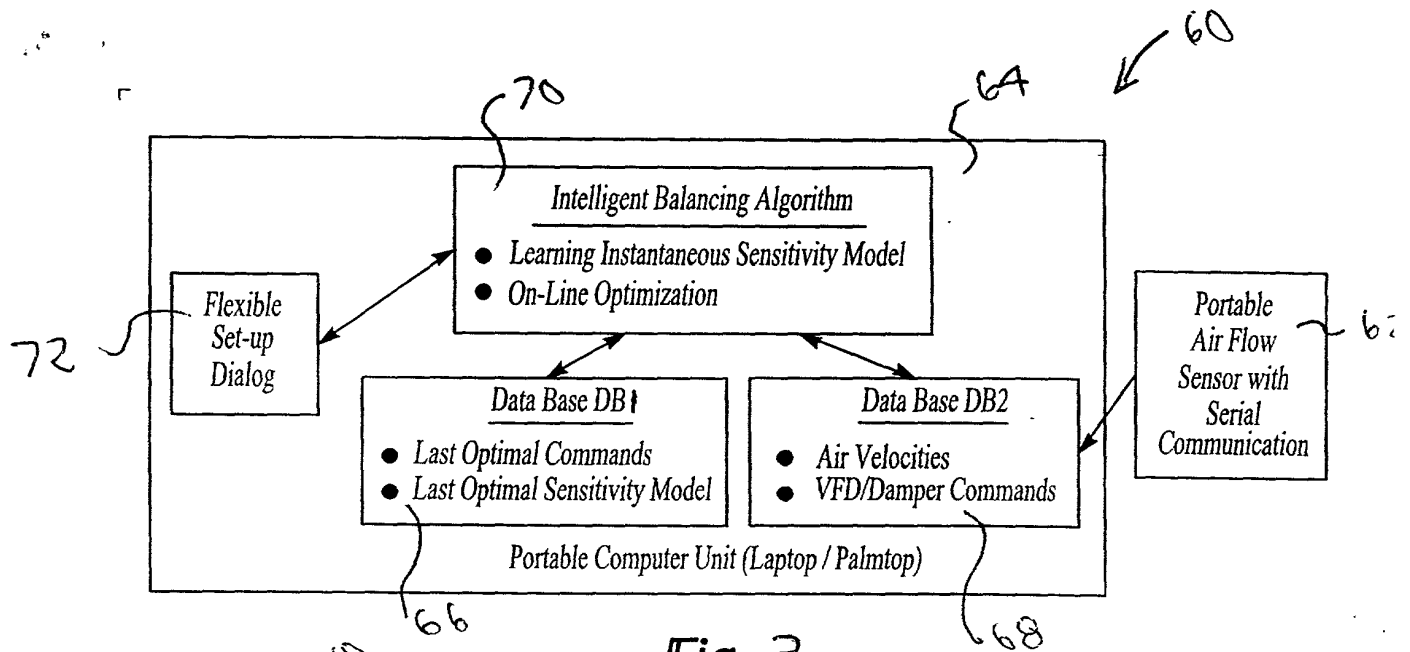 60
70
64
Intelligent Balancing Algorithm
● Learning Instantaneous Sensitivity Model
● On-Line Optimization
Flexible
Set-up
Dialog
72
Portable
Air Flow
Sensor with
Serial
Communication
Data Base DB1
● Last Optimal Commands
● Last Optimal Sensitivity Model
Data Base DB2
● Air Velocities
● VFD/Damper Commands
Portable Computer Unit (Laptop / Palmtop)
66
68